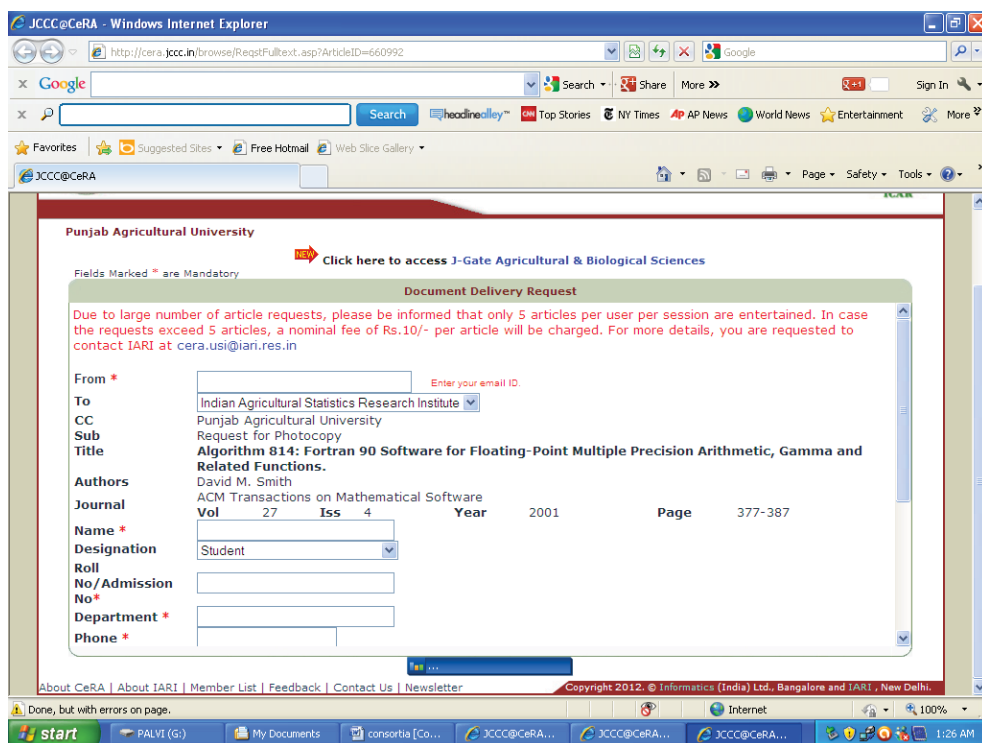 JCCC@CeRA - Windows Internet Explorer
http://cera.jccc.in/browse/ReqstFulltext.asp?ArticleID=660992
Google
x Google
Search Share More »
+1 Sign In
x Search headlinealley™ CNN Top Stories NY Times AP AP News World News Entertainment More »
Favorites Suggested Sites Free Hotmail Web Slice Gallery
JCCC@CeRA
Page Safety Tools
ICAR
Punjab Agricultural University
NEW Click here to access J-Gate Agricultural & Biological Sciences
Fields Marked * are Mandatory
Document Delivery Request
Due to large number of article requests, please be informed that only 5 articles per user per session are entertained. In case
the requests exceed 5 articles, a nominal fee of Rs.10/- per article will be charged. For more details, you are requested to
contact IARI at cera.usi@iari.res.in
From * Enter your email ID.
To Indian Agricultural Statistics Research Institute
CC Punjab Agricultural University
Sub Request for Photocopy
Title Algorithm 814: Fortran 90 Software for Floating-Point Multiple Precision Arithmetic, Gamma and
Related Functions.
Authors David M. Smith
Journal ACM Transactions on Mathematical Software
Vol 27 Iss 4 Year 2001 Page 377-387
Name *
Designation Student
Roll
No/Admission
No*
Department *
Phone *
...
About CeRA | About IARI | Member List | Feedback | Contact Us | Newsletter
Copyright 2012. © Informatics (India) Ltd., Bangalore and IARI , New Delhi.
Done, but with errors on page. Internet 100%
start PALVI (G:) My Documents consortia [Co... JCCC@CeRA... JCCC@CeRA... JCCC@CeRA... 1:26 AM